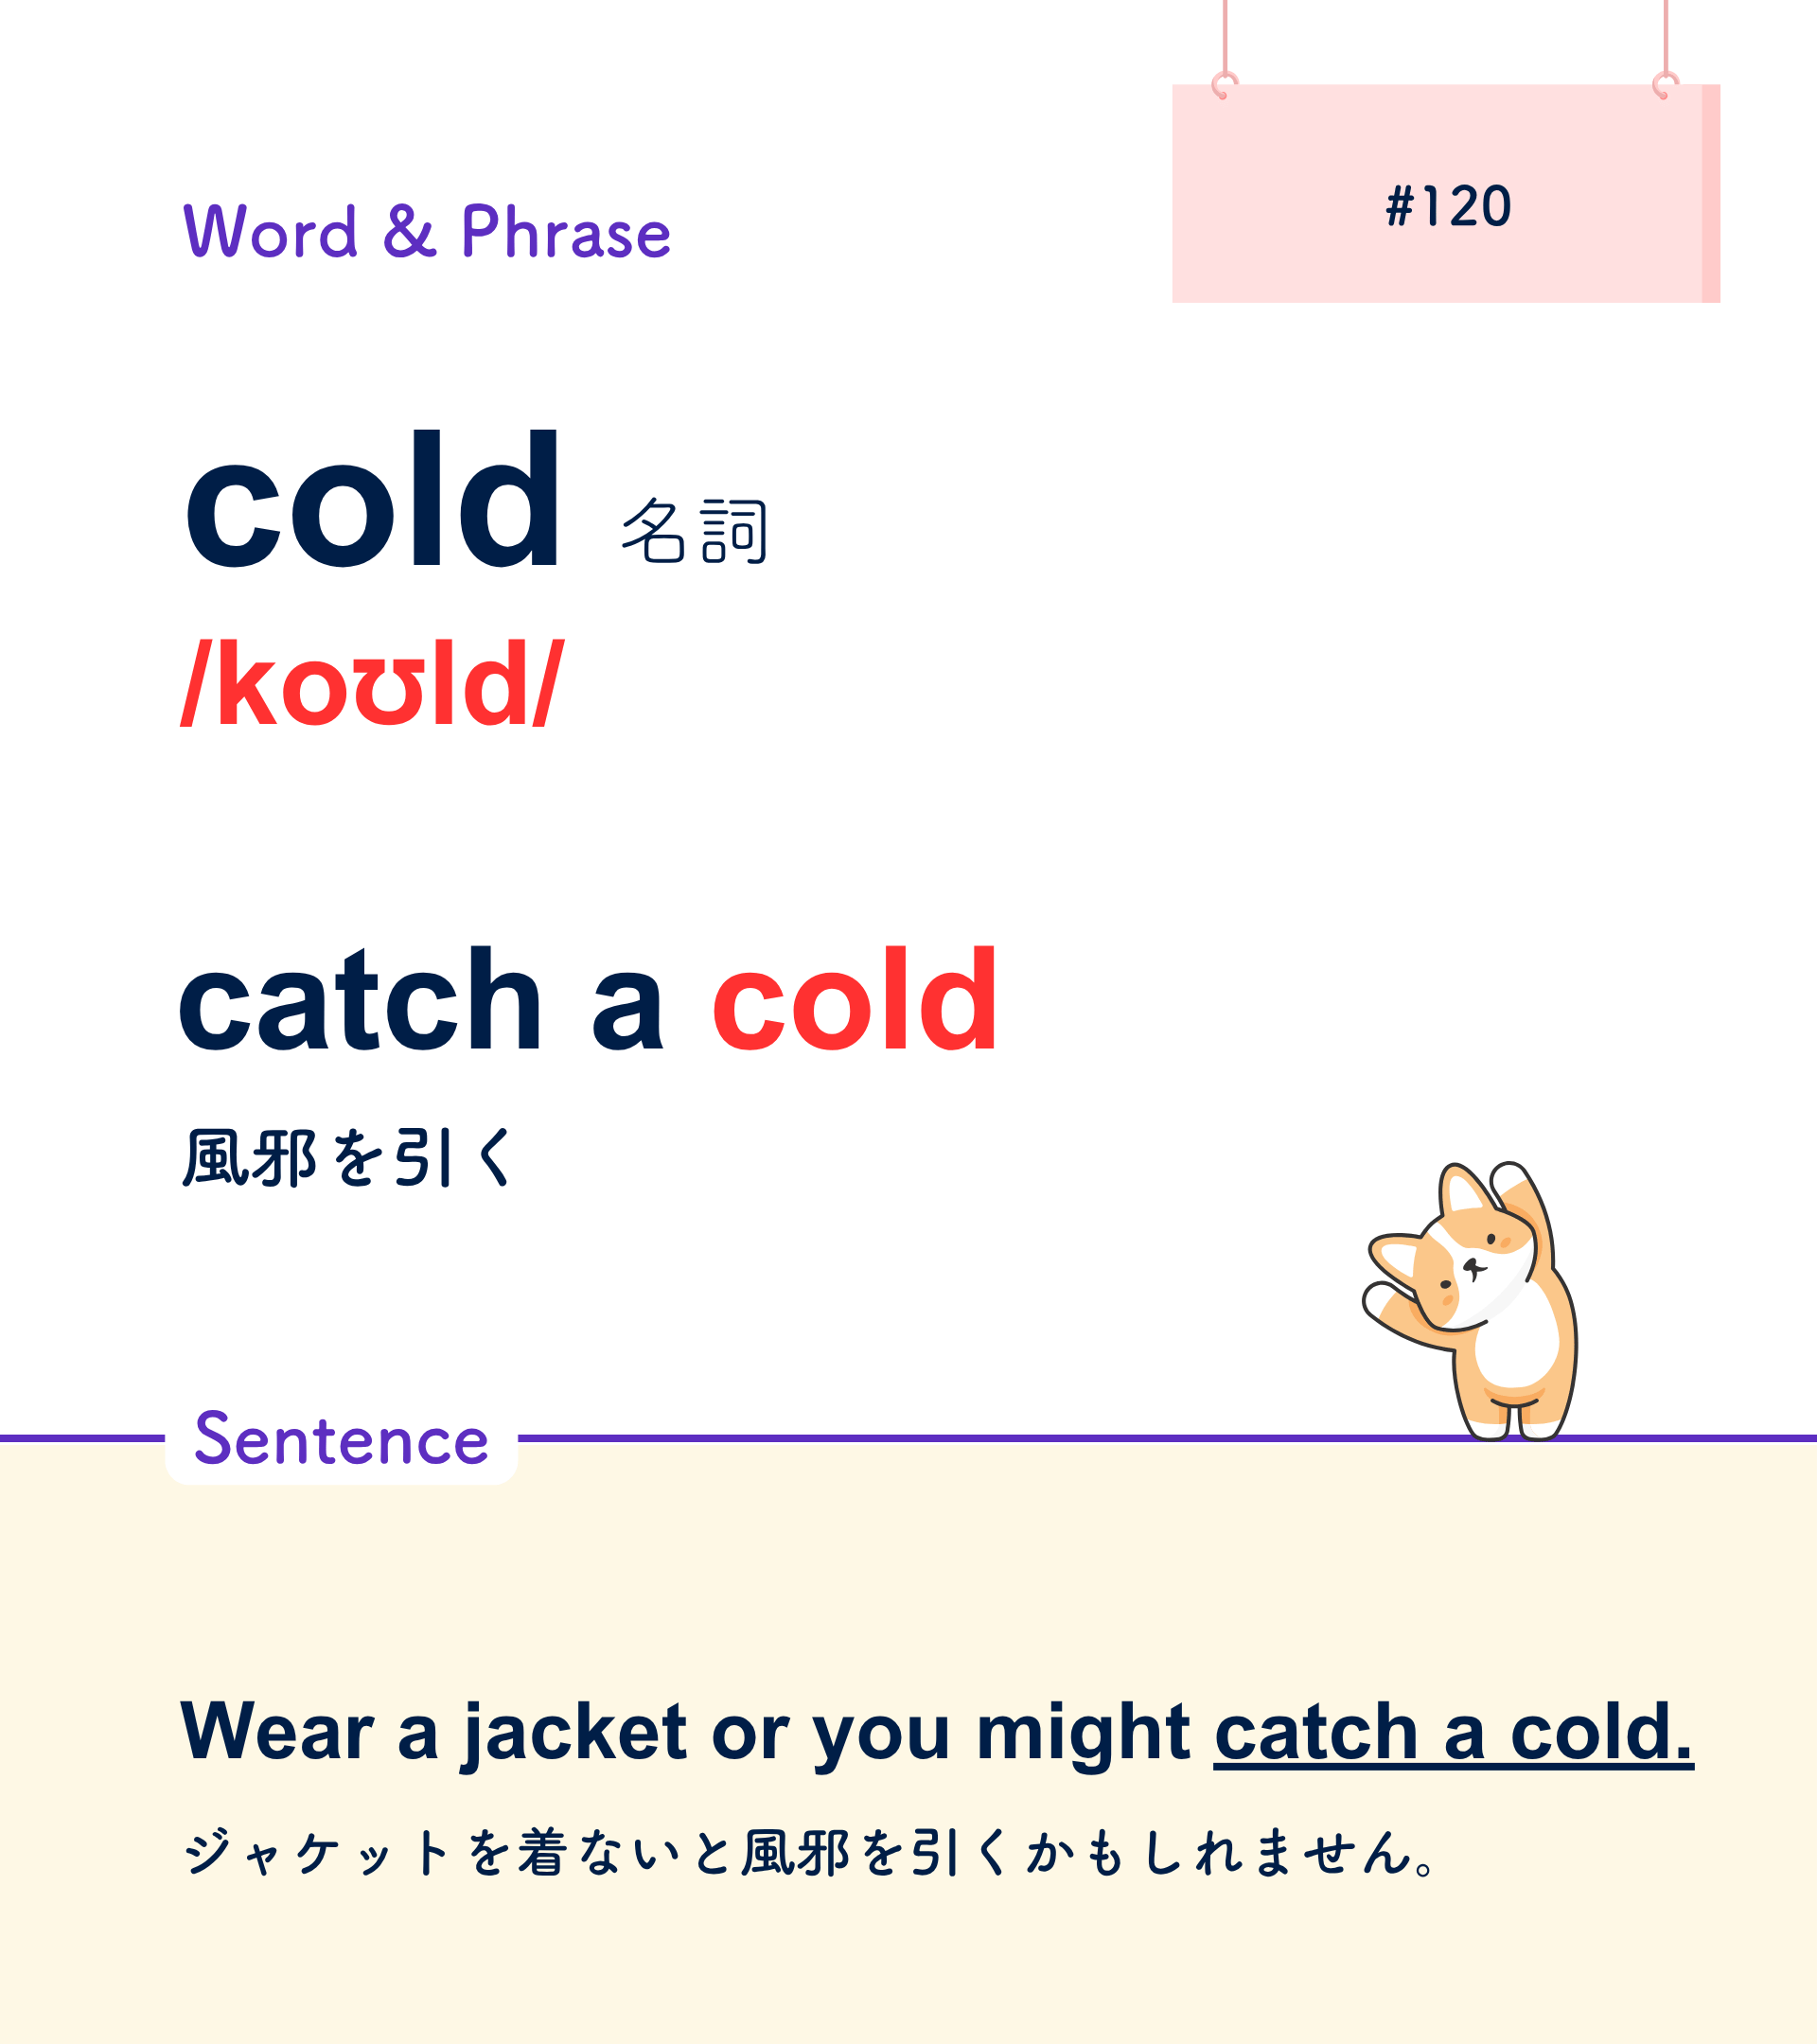 Word & Phrase
#120
cold 名詞
/koʊld/
catch a cold
風邪を引く
Sentence
Wear a jacket or you might catch a cold.
ジャケットを着ないと風邪を引くかもしれません。